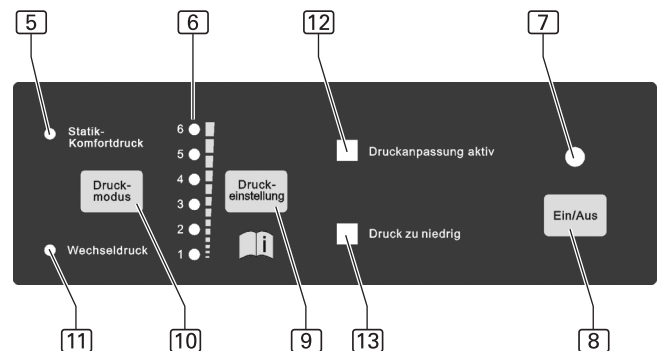 5
6
12
7
Statik-
Komfortdruck
6
5
4
3
2
1
Druck-
modus
Druck-
einstellung
i
Wechseldruck
Druckanpassung aktiv
Druck zu niedrig
Ein/Aus
11
10
9
13
8